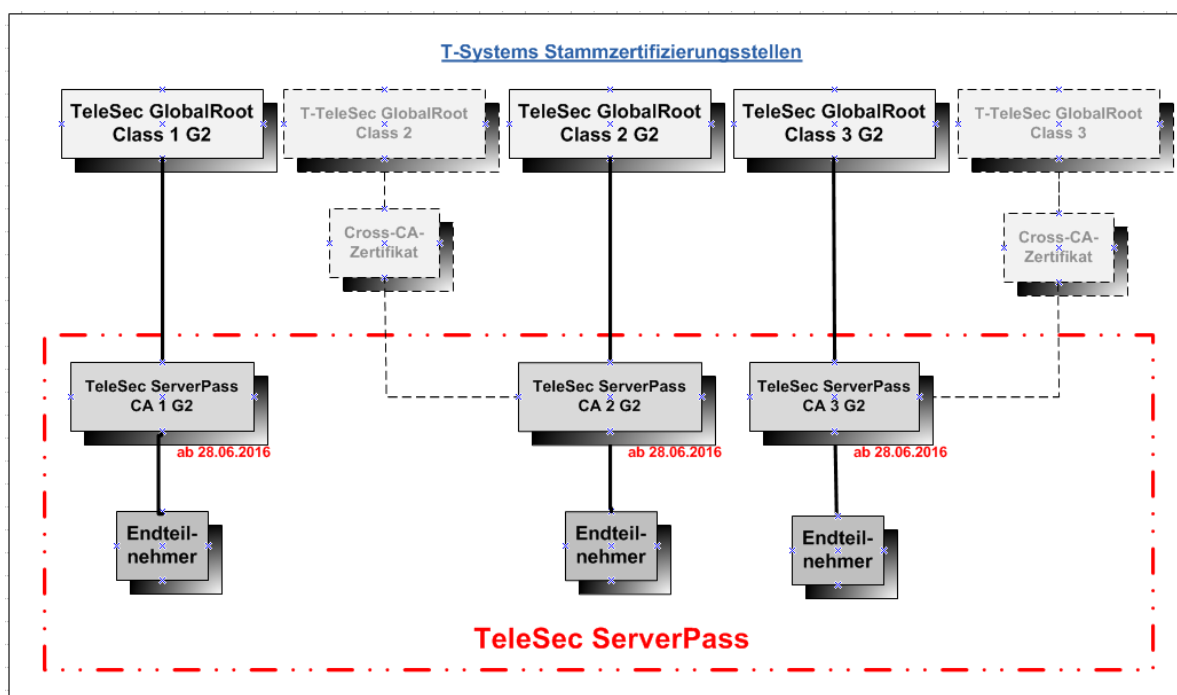 T-Systems Stammzertifizierungsstellen
TeleSec GlobalRoot
Class 1 G2
T-TeleSec GlobalRoot
Class 2
TeleSec GlobalRoot
Class 2 G2
TeleSec GlobalRoot
Class 3 G2
T-TeleSec GlobalRoot
Class 3
Cross-CA-
Zertifikat
Cross-CA-
Zertifikat
TeleSec ServerPass
CA 1 G2
TeleSec ServerPass
CA 2 G2
TeleSec ServerPass
CA 3 G2
ab 28.06.2016
ab 28.06.2016
ab 28.06.2016
Endteil-
nehmer
Endteil-
nehmer
Endteil-
nehmer
TeleSec ServerPass